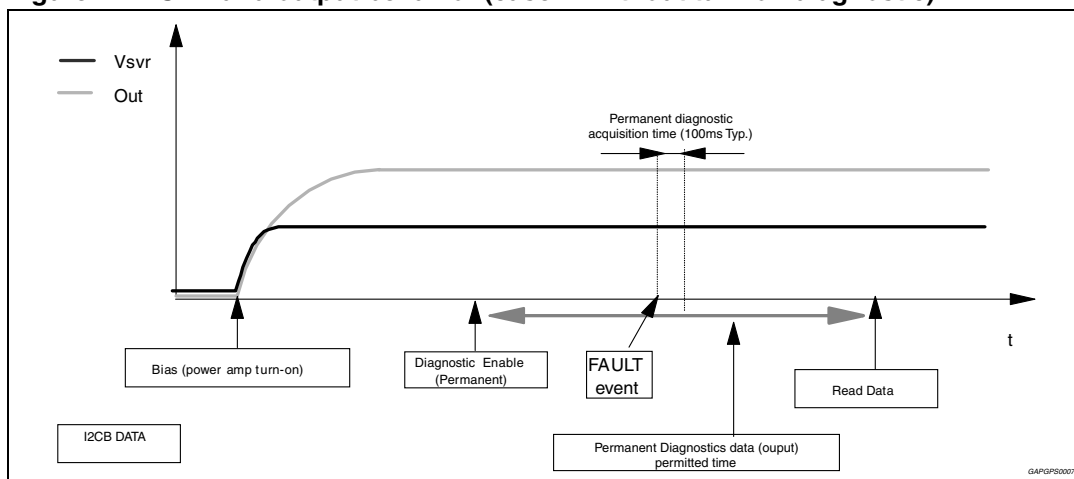 Vsvr
Out
Permanent diagnostic
acquisition time (100ms Typ.)
t
Bias (power amp turn-on)
Diagnostic Enable
(Permanent)
FAULT
event
Read Data
I2CB DATA
Permanent Diagnostics data (ouput)
permitted time
GAPGPS0007